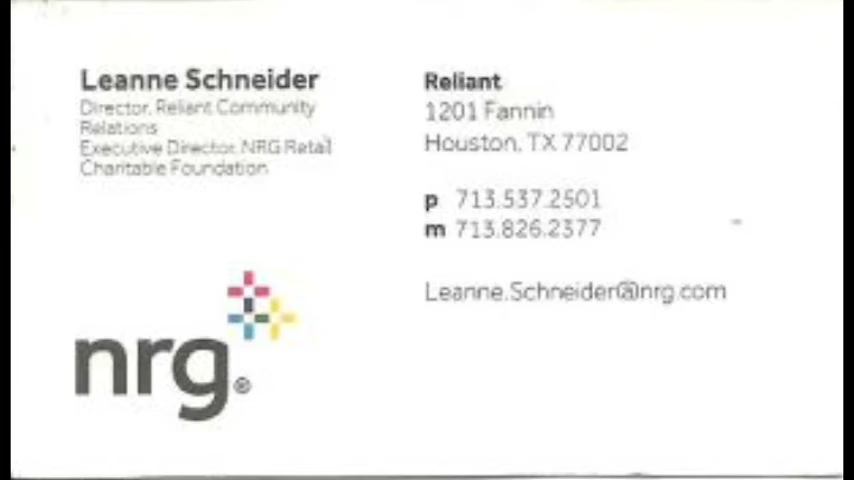 Leanne Schneider
Director, Reliant Community
Relations
Executive Director, NRG Retail
Charitable Foundation
Reliant
1201 Fannin
Houston, TX 77002
p 713.537.2501
m 713.826.2377
Leanne.Schneider@nrg.com
nrg®